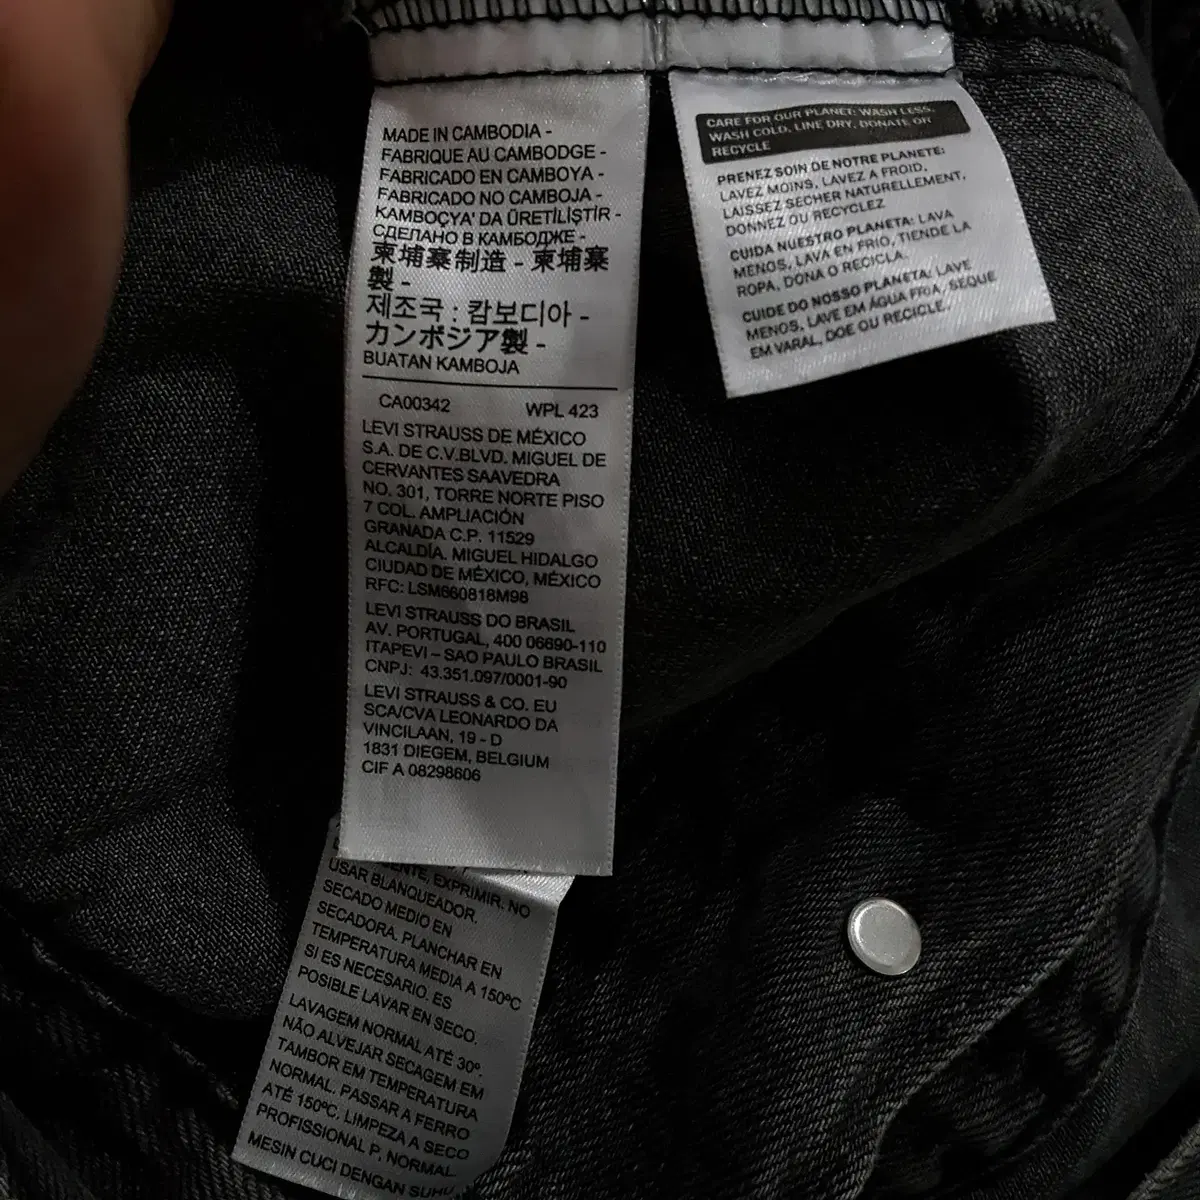 MADE IN CAMBODIA -
FABRIQUE AU CAMBODGE -
FABRICADO EN CAMBOYA -
FABRICADO NO CAMBOJA -
KAMBOÇYA' DA ÜRETİLİŞTİR -
СДЕЛАНО В КАМБОДЖЕ -
柬埔寨制造 - 柬埔寨
製 -
제조국 : 캄보디아 -
カンボジア製 -
BUATAN KAMBOJA
CA00342 WPL 423
LEVI STRAUSS DE MÉXICO
S.A. DE C.V.BLVD. MIGUEL DE
CERVANTES SAAVEDRA
NO. 301, TORRE NORTE PISO
7 COL. AMPLIACIÓN
GRANADA C.P. 11529
ALCALDÍA. MIGUEL HIDALGO
CIUDAD DE MÉXICO, MÉXICO
RFC: LSM660818M98
LEVI STRAUSS DO BRASIL
AV. PORTUGAL, 400 06690-110
ITAPEVI – SAO PAULO BRASIL
CNPJ: 43.351.097/0001-90
LEVI STRAUSS & CO. EU
SCA/CVA LEONARDO DA
VINCILAAN, 19 - D
1831 DIEGEM, BELGIUM
CIF A 08298606
CARE FOR OUR PLANET: WASH LESS,
WASH COLD, LINE DRY, DONATE OR
RECYCLE
PRENEZ SOIN DE NOTRE PLANETE:
LAVEZ MOINS, LAVEZ A FROID,
LAISSEZ SECHER NATURELLEMENT,
DONNEZ OU RECYCLEZ
CUIDA NUESTRO PLANETA: LAVA
MENOS, LAVA EN FRIO, TIENDE LA
ROPA, DONA O RECICLA.
CUIDE DO NOSSO PLANETA: LAVE
MENOS, LAVE EM ÁGUA FRIA, SEQUE
EM VARAL, DOE OU RECICLE.
EXPRIMIR. NO
USAR BLANQUEADOR.
SECADO MEDIO EN
SECADORA. PLANCHAR EN
TEMPERATURA MEDIA A 150ºC
SI ES NECESARIO. ES
POSIBLE LAVAR EN SECO.
LAVAGEM NORMAL ATÉ 30º.
NÃO ALVEJAR SECAGEM EM
TAMBOR EM TEMPERATURA
NORMAL. PASSAR A FERRO
ATÉ 150ºC. LIMPEZA A SECO
PROFISSIONAL P, NORMAL.
MESIN CUCI DENGAN